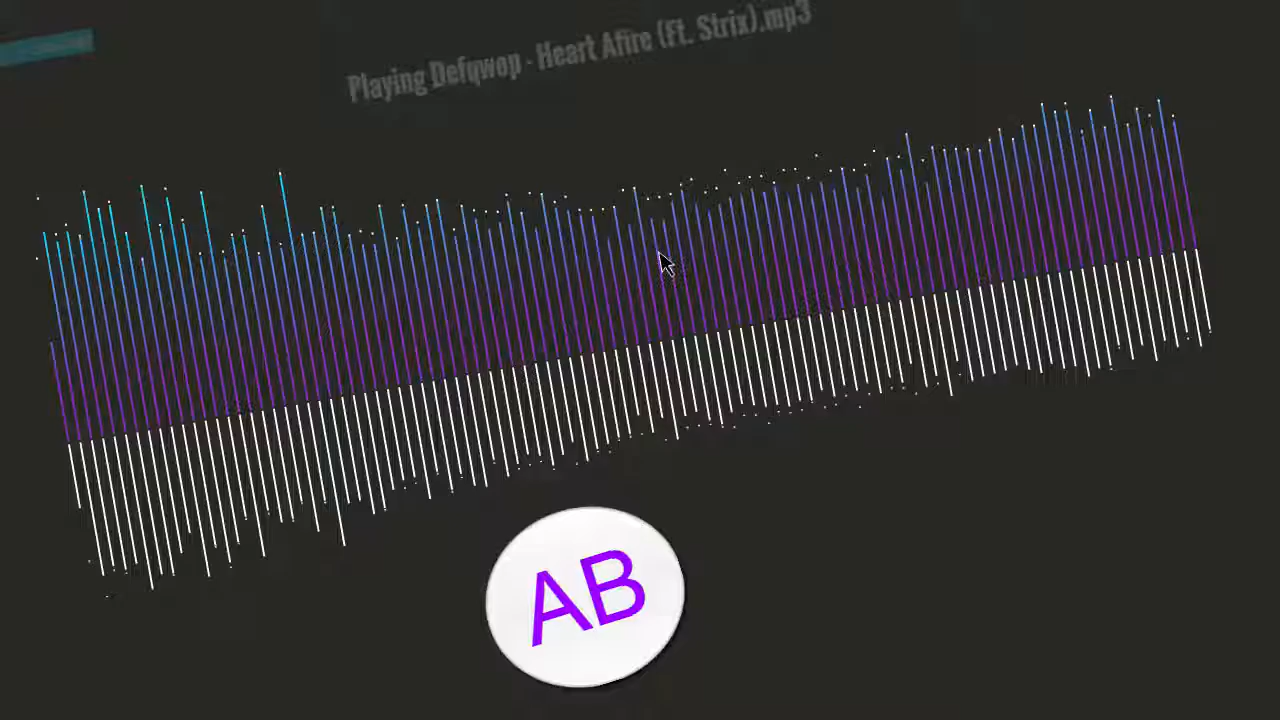 Playing Defqwop - Heart Afire (Ft. Strix).mp3
AB